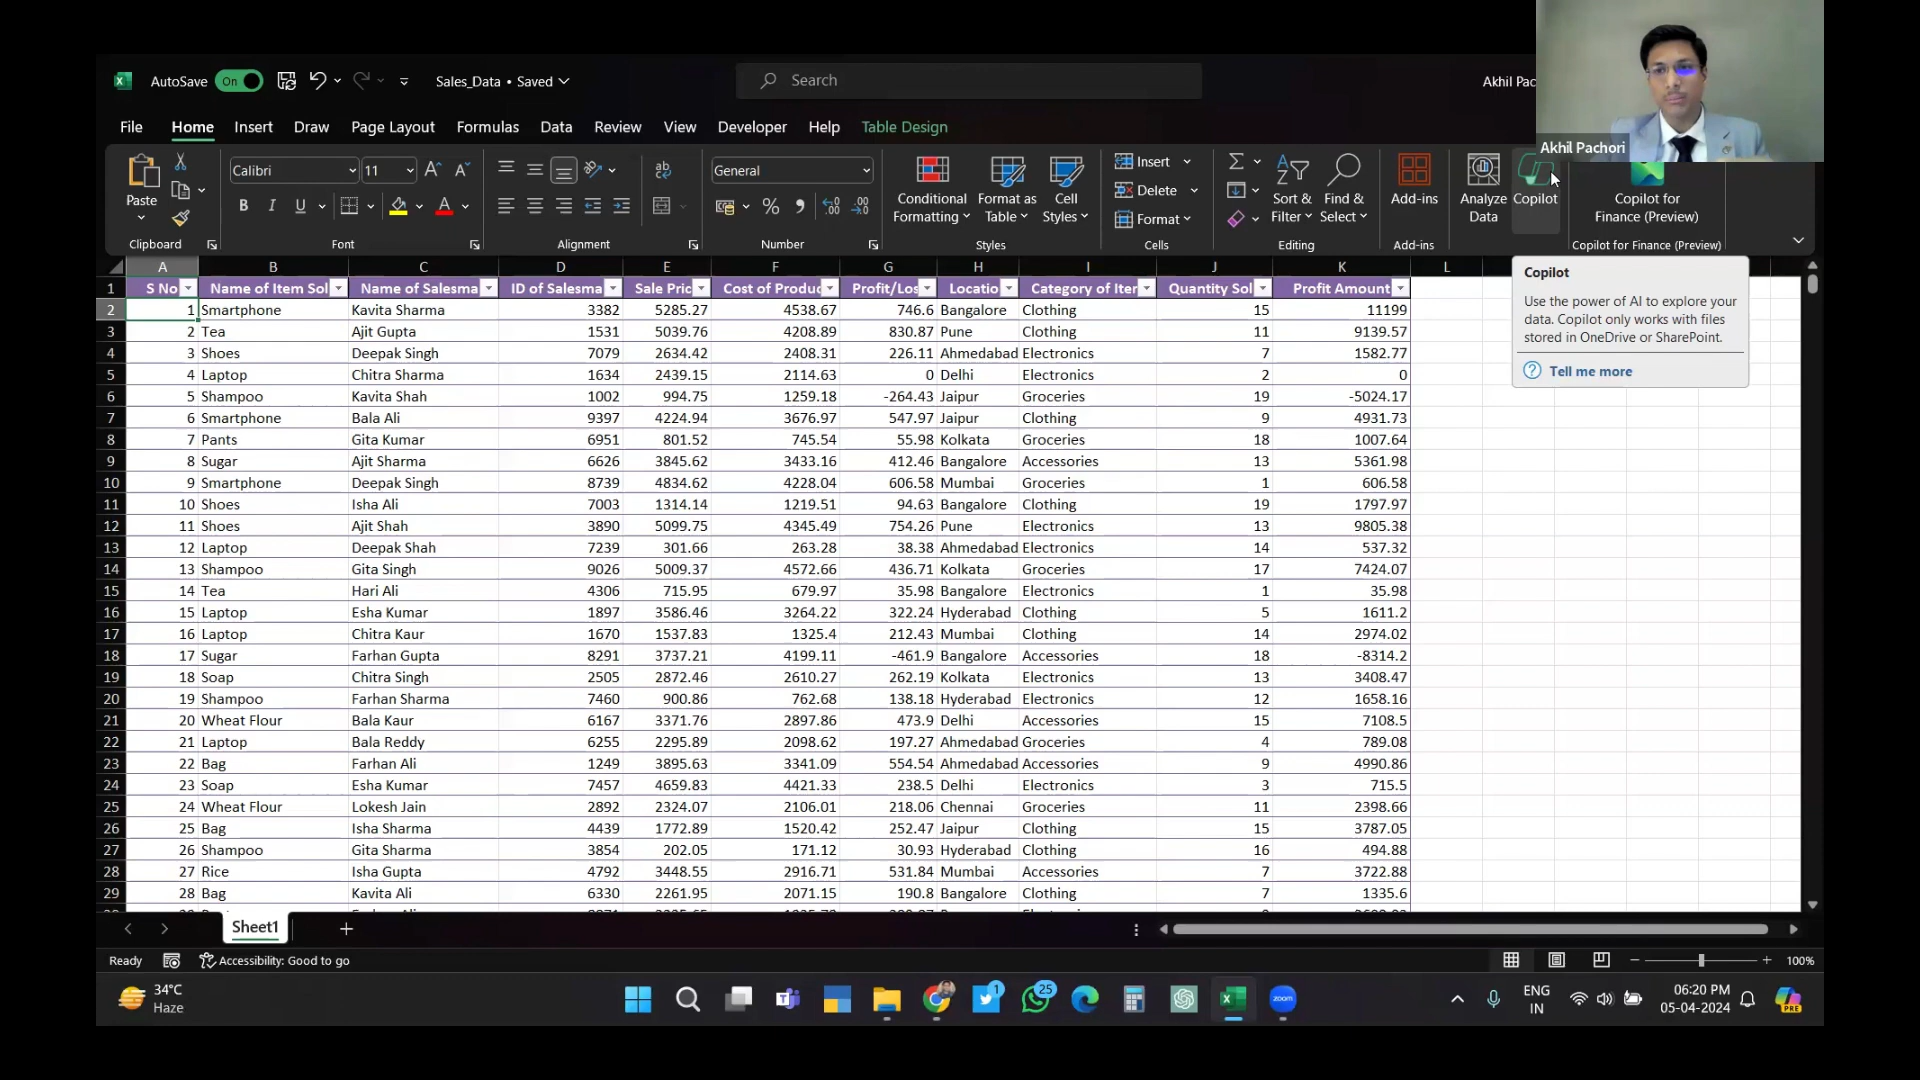 AutoSave On Sales_Data • Saved Search Akhil Pac
File Home Insert Draw Page Layout Formulas Data Review View Developer Help Table Design
Akhil Pachori
Paste Calibri 11 General Conditional Formatting Format as Table Cell Styles Insert Delete Format Sort & Filter Find & Select Add-ins Analyze Data Copilot Copilot for Finance (Preview)
Clipboard Font Alignment Number Styles Cells Editing Add-ins Copilot for Finance (Preview)
A B C D E F G H I J K L
1 S No Name of Item Sol Name of Salesma ID of Salesma Sale Pric Cost of Produc Profit/Los Locatio Category of Iter Quantity Sol Profit Amount
2 1 Smartphone Kavita Sharma 3382 5285.27 4538.67 746.6 Bangalore Clothing 15 11199
3 2 Tea Ajit Gupta 1531 5039.76 4208.89 830.87 Pune Clothing 11 9139.57
4 3 Shoes Deepak Singh 7079 2634.42 2408.31 226.11 Ahmedabad Electronics 7 1582.77
5 4 Laptop Chitra Sharma 1634 2439.15 2114.63 0 Delhi Electronics 2 0
6 5 Shampoo Kavita Shah 1002 994.75 1259.18 -264.43 Jaipur Groceries 19 -5024.17
7 6 Smartphone Bala Ali 9397 4224.94 3676.97 547.97 Jaipur Clothing 9 4931.73
8 7 Pants Gita Kumar 6951 801.52 745.54 55.98 Kolkata Groceries 18 1007.64
9 8 Sugar Ajit Sharma 6626 3845.62 3433.16 412.46 Bangalore Accessories 13 5361.98
10 9 Smartphone Deepak Singh 8739 4834.62 4228.04 606.58 Mumbai Groceries 1 606.58
11 10 Shoes Isha Ali 7003 1314.14 1219.51 94.63 Bangalore Clothing 19 1797.97
12 11 Shoes Ajit Shah 3890 5099.75 4345.49 754.26 Pune Electronics 13 9805.38
13 12 Laptop Deepak Shah 7239 301.66 263.28 38.38 Ahmedabad Electronics 14 537.32
14 13 Shampoo Gita Singh 9026 5009.37 4572.66 436.71 Kolkata Groceries 17 7424.07
15 14 Tea Hari Ali 4306 715.95 679.97 35.98 Bangalore Electronics 1 35.98
16 15 Laptop Esha Kumar 1897 3586.46 3264.22 322.24 Hyderabad Clothing 5 1611.2
17 16 Laptop Chitra Kaur 1670 1537.83 1325.4 212.43 Mumbai Clothing 14 2974.02
18 17 Sugar Farhan Gupta 8291 3737.21 4199.11 -461.9 Bangalore Accessories 18 -8314.2
19 18 Soap Chitra Singh 2505 2872.46 2610.27 262.19 Kolkata Electronics 13 3408.47
20 19 Shampoo Farhan Sharma 7460 900.86 762.68 138.18 Hyderabad Electronics 12 1658.16
21 20 Wheat Flour Bala Kaur 6167 3371.76 2897.86 473.9 Delhi Accessories 15 7108.5
22 21 Laptop Bala Reddy 6255 2295.89 2098.62 197.27 Ahmedabad Groceries 4 789.08
23 22 Bag Farhan Ali 1249 3895.63 3341.09 554.54 Ahmedabad Accessories 9 4990.86
24 23 Soap Esha Kumar 7457 4659.83 4421.33 238.5 Delhi Electronics 3 715.5
25 24 Wheat Flour Lokesh Jain 2892 2324.07 2106.01 218.06 Chennai Groceries 11 2398.66
26 25 Bag Isha Sharma 4439 1772.89 1520.42 252.47 Jaipur Clothing 15 3787.05
27 26 Shampoo Gita Sharma 3854 202.05 171.12 30.93 Hyderabad Clothing 16 494.88
28 27 Rice Isha Gupta 4792 3448.55 2916.71 531.84 Mumbai Accessories 7 3722.88
29 28 Bag Kavita Ali 6330 2261.95 2071.15 190.8 Bangalore Clothing 7 1335.6
Copilot
Use the power of AI to explore your
data. Copilot only works with files
stored in OneDrive or SharePoint.
Tell me more
Sheet1
Ready Accessibility: Good to go 100%
34°C
Haze
1 25 zoom
ENG
IN
06:20 PM
05-04-2024
PRE